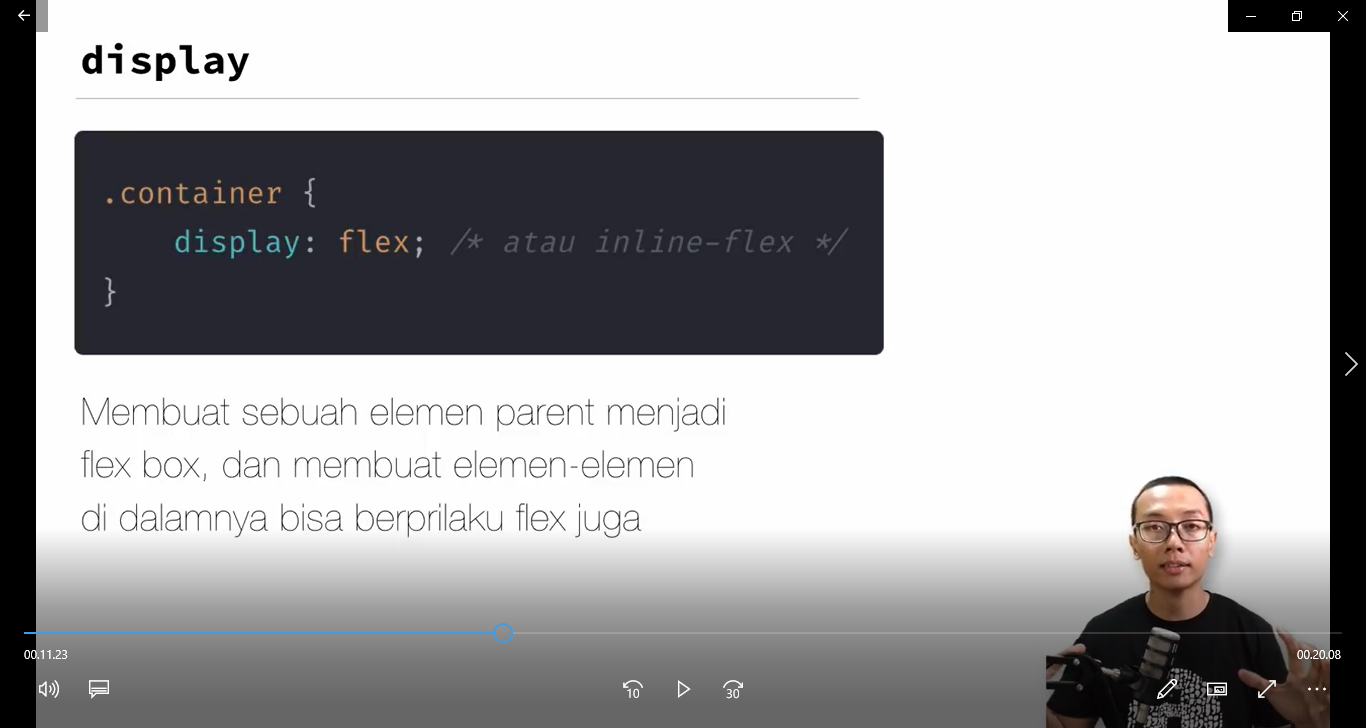 display
.container {
display: flex; /* atau inline-flex */
}
Membuat sebuah elemen parent menjadi
flex box, dan membuat elemen-elemen
di dalamnya bisa berprilaku flex juga
00.11.23
00.20.08
10
30